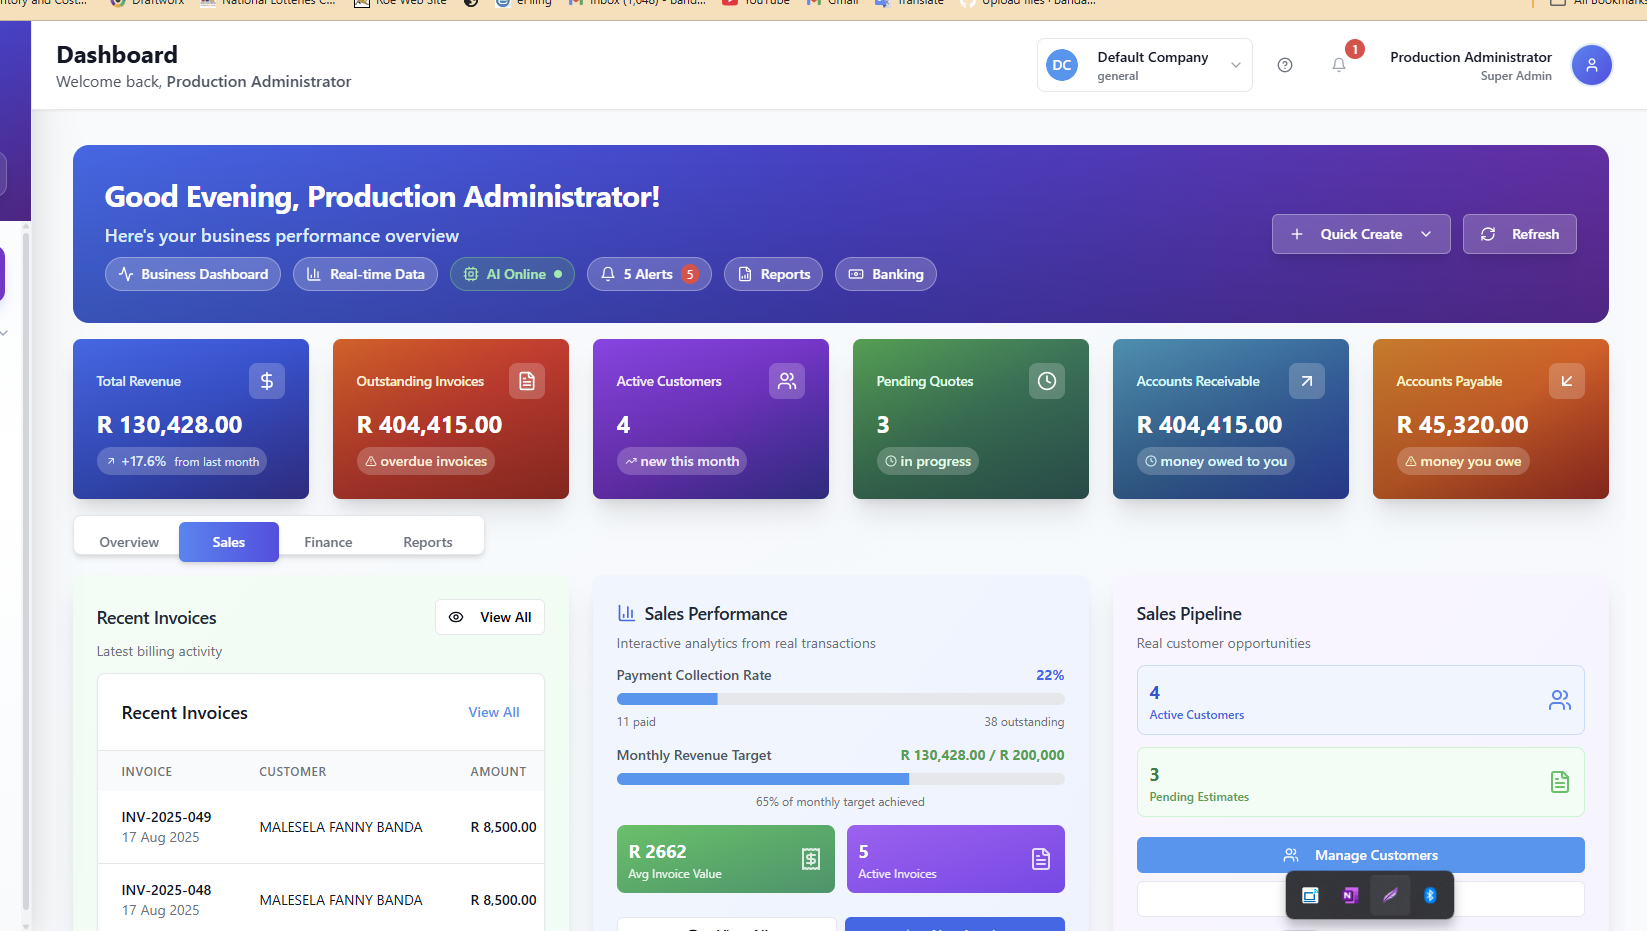 Draftworx
National Lotteries C...
Roe Web Site
eFiling
Inbox (1,048) - band...
YouTube
Gmail
Translate
Upload files · banda...
All Bookmarks
Dashboard
Welcome back, Production Administrator
DC
Default Company
general
1
Production Administrator
Super Admin
Good Evening, Production Administrator!
Here's your business performance overview
Business Dashboard
Real-time Data
AI Online
5 Alerts 5
Reports
Banking
Quick Create
Refresh
Total Revenue
R 130,428.00
+17.6% from last month
Outstanding Invoices
R 404,415.00
overdue invoices
Active Customers
4
new this month
Pending Quotes
3
in progress
Accounts Receivable
R 404,415.00
money owed to you
Accounts Payable
R 45,320.00
money you owe
Overview
Sales
Finance
Reports
Recent Invoices
View All
Latest billing activity
Recent Invoices
View All
INVOICE CUSTOMER AMOUNT
INV-2025-049
17 Aug 2025
MALESELA FANNY BANDA
R 8,500.00
INV-2025-048
17 Aug 2025
MALESELA FANNY BANDA
R 8,500.00
Sales Performance
Interactive analytics from real transactions
Payment Collection Rate 22%
11 paid 38 outstanding
Monthly Revenue Target R 130,428.00 / R 200,000
65% of monthly target achieved
R 2662
Avg Invoice Value
5
Active Invoices
Sales Pipeline
Real customer opportunities
4
Active Customers
3
Pending Estimates
Manage Customers